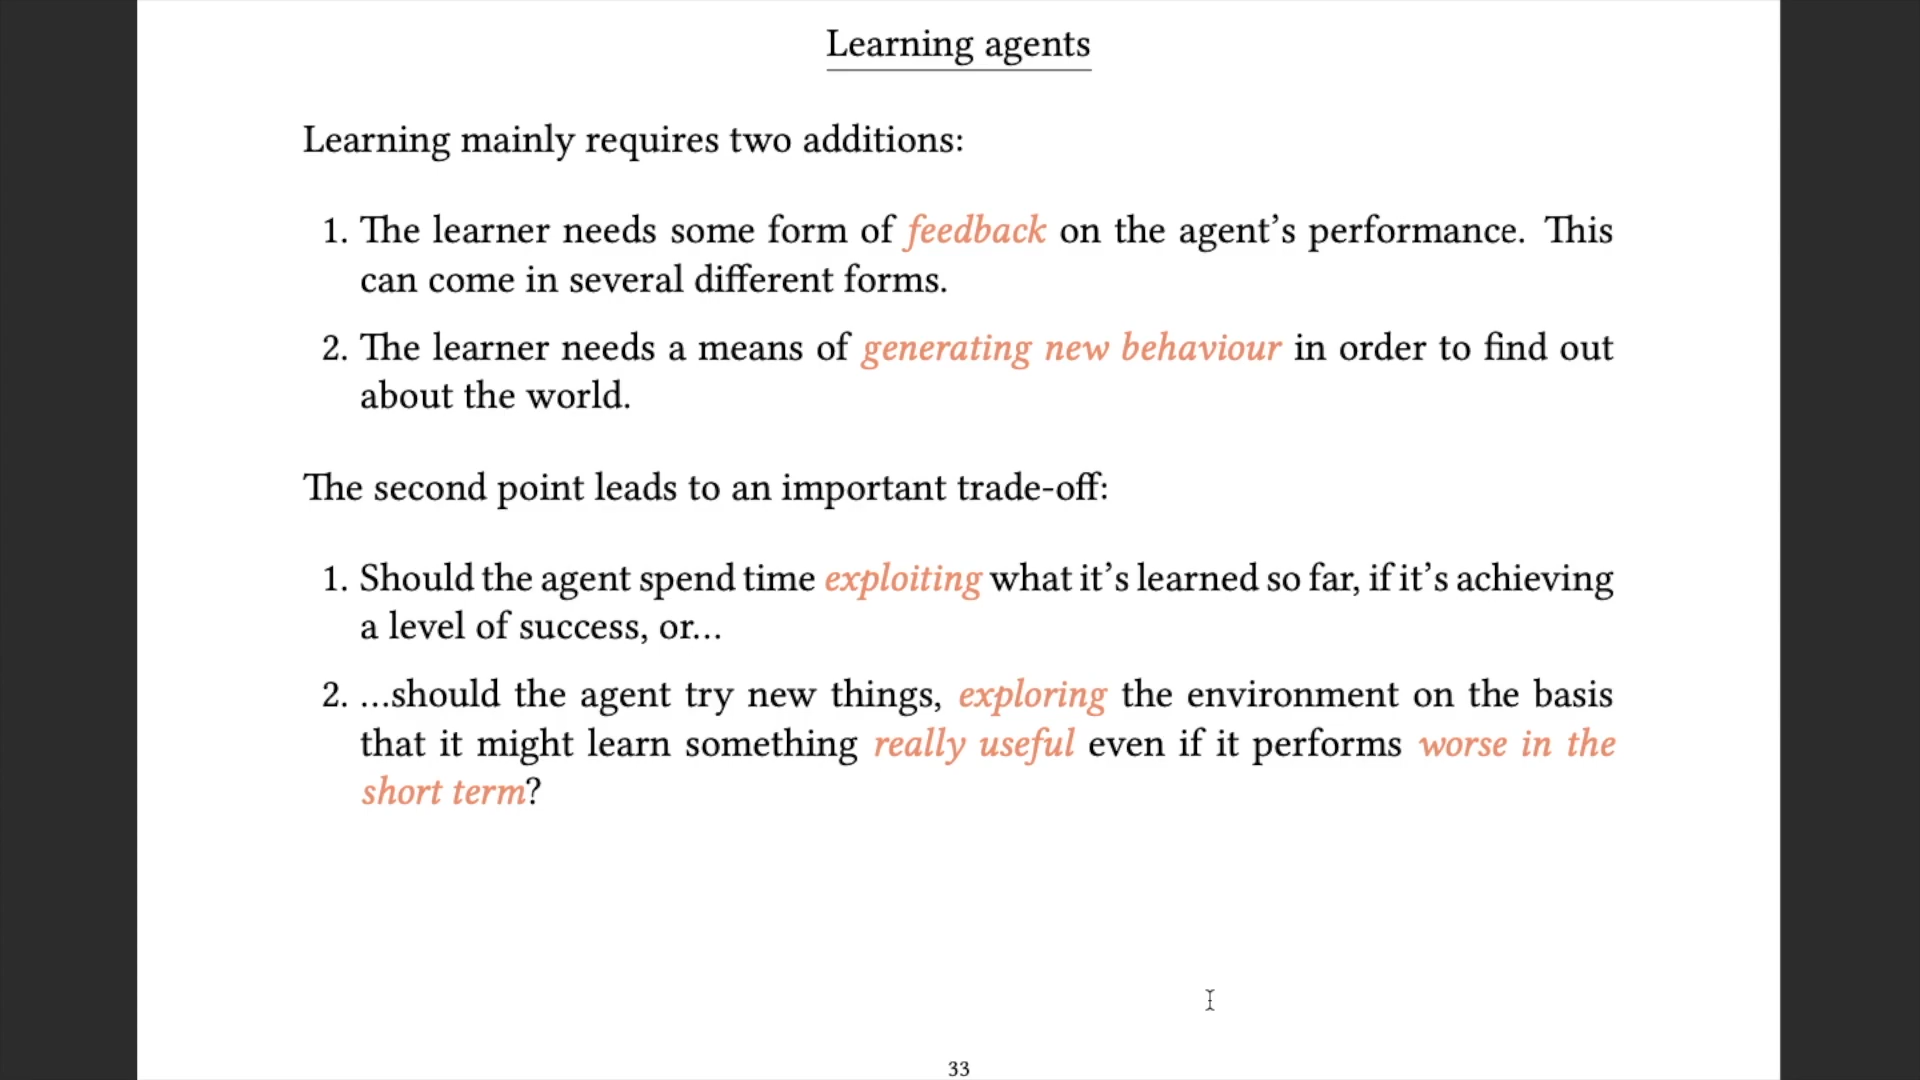 Learning agents
Learning mainly requires two additions:
1. The learner needs some form of feedback on the agent’s performance. This
can come in several different forms.
2. The learner needs a means of generating new behaviour in order to find out
about the world.
The second point leads to an important trade-off:
1. Should the agent spend time exploiting what it’s learned so far, if it’s achieving
a level of success, or…
2. …should the agent try new things, exploring the environment on the basis
that it might learn something really useful even if it performs worse in the
short term?
33